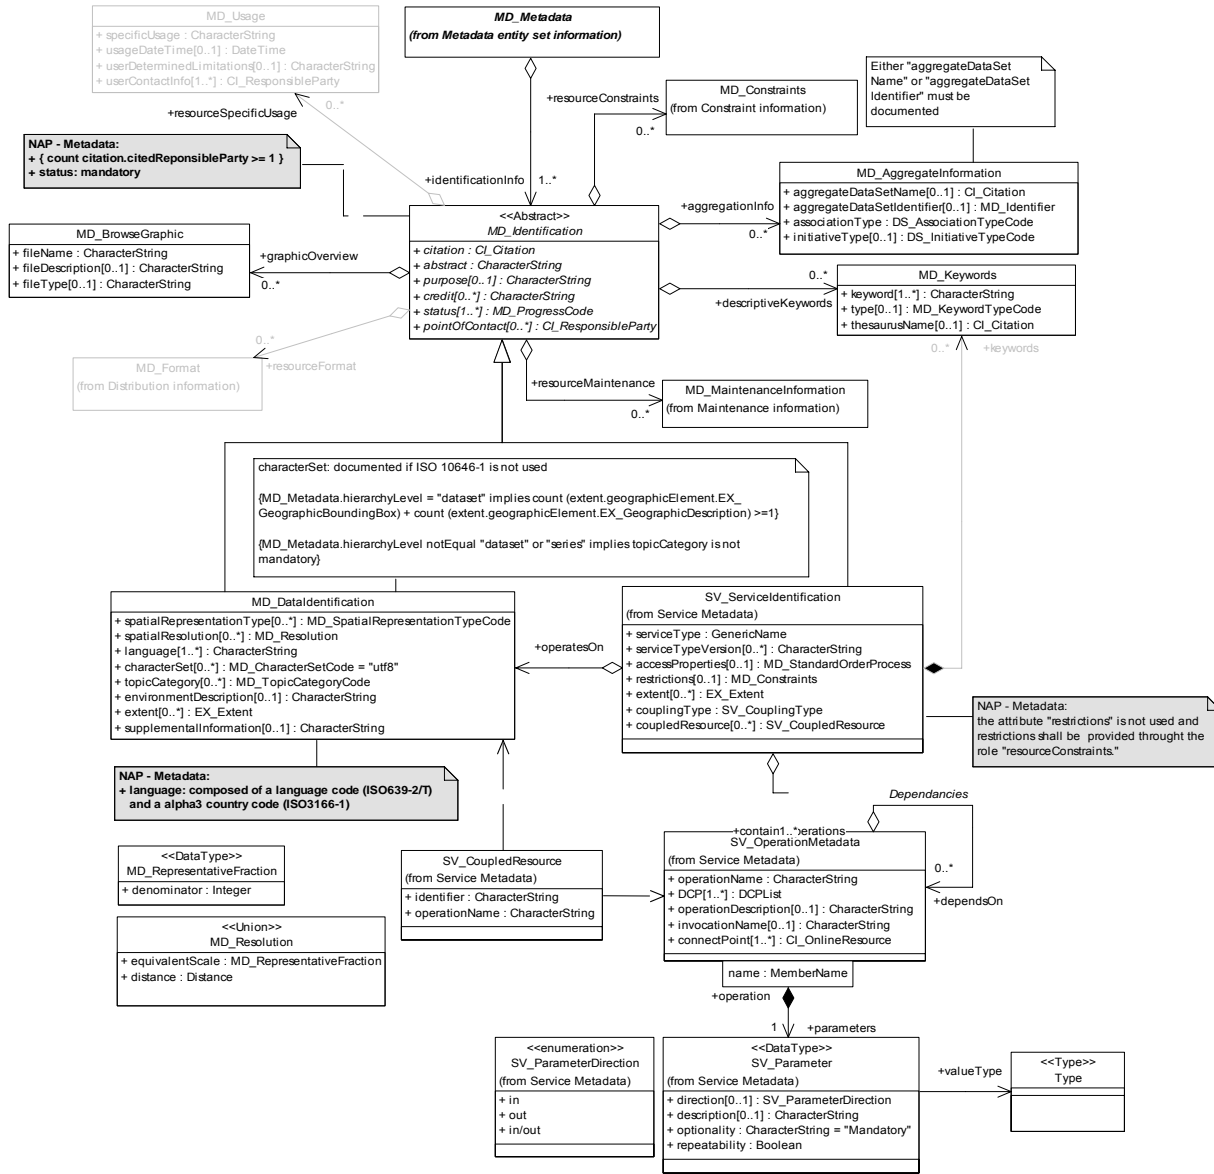 MD_Usage
+ specificUsage : CharacterString
+ usageDateTime[0..1] : DateTime
+ userDeterminedLimitations[0..1] : CharacterString
+ userContactInfo[1..*] : CI_ResponsibleParty
MD_Metadata
(from Metadata entity set information)
Either "aggregateDataSet
Name" or "aggregateDataSet
Identifier" must be
documented
+resourceConstraints
MD_Constraints
(from Constraint information)
0..*
0..*
+resourceSpecificUsage
NAP - Metadata:
+ { count citation.citedReponsibleParty >= 1 }
+ status: mandatory
+identificationInfo
1..*
MD_AggregateInformation
+ aggregateDataSetName[0..1] : CI_Citation
+ aggregateDataSetIdentifier[0..1] : MD_Identifier
+ associationType : DS_AssociationTypeCode
+ initiativeType[0..1] : DS_InitiativeTypeCode
+aggregationInfo
0..*
<<Abstract>>
MD_Identification
+ citation : CI_Citation
+ abstract : CharacterString
+ purpose[0..1] : CharacterString
+ credit[0..*] : CharacterString
+ status[1..*] : MD_ProgressCode
+ pointOfContact[0..*] : CI_ResponsibleParty
MD_BrowseGraphic
+ fileName : CharacterString
+ fileDescription[0..1] : CharacterString
+ fileType[0..1] : CharacterString
+graphicOverview
0..*
0..*
+descriptiveKeywords
MD_Keywords
+ keyword[1..*] : CharacterString
+ type[0..1] : MD_KeywordTypeCode
+ thesaurusName[0..1] : CI_Citation
0..*
+keywords
0..*
+resourceFormat
MD_Format
(from Distribution information)
+resourceMaintenance
0..*
MD_MaintenanceInformation
(from Maintenance information)
characterSet: documented if ISO 10646-1 is not used
{MD_Metadata.hierarchyLevel = "dataset" implies count (extent.geographicElement.EX_
GeographicBoundingBox) + count (extent.geographicElement.EX_GeographicDescription) >=1}
{MD_Metadata.hierarchyLevel notEqual "dataset" or "series" implies topicCategory is not
mandatory}
MD_DataIdentification
+ spatialRepresentationType[0..*] : MD_SpatialRepresentationTypeCode
+ spatialResolution[0..*] : MD_Resolution
+ language[1..*] : CharacterString
+ characterSet[0..*] : MD_CharacterSetCode = "utf8"
+ topicCategory[0..*] : MD_TopicCategoryCode
+ environmentDescription[0..1] : CharacterString
+ extent[0..*] : EX_Extent
+ supplementalInformation[0..1] : CharacterString
+operatesOn
SV_ServiceIdentification
(from Service Metadata)
+ serviceType : GenericName
+ serviceTypeVersion[0..*] : CharacterString
+ accessProperties[0..1] : MD_StandardOrderProcess
+ restrictions[0..1] : MD_Constraints
+ extent[0..*] : EX_Extent
+ couplingType : SV_CouplingType
+ coupledResource[0..*] : SV_CoupledResource
NAP - Metadata:
the attribute "restrictions" is not used and
restrictions shall be provided throught the
role "resourceConstraints."
NAP - Metadata:
+ language: composed of a language code (ISO639-2/T)
and a alpha3 country code (ISO3166-1)
Dependancies
0..*
+dependsOn
<<DataType>>
MD_RepresentativeFraction
+ denominator : Integer
SV_CoupledResource
(from Service Metadata)
+ identifier : CharacterString
+ operationName : CharacterString
+contain1..*perations
SV_OperationMetadata
(from Service Metadata)
+ operationName : CharacterString
+ DCP[1..*] : DCPList
+ operationDescription[0..1] : CharacterString
+ invocationName[0..1] : CharacterString
+ connectPoint[1..*] : CI_OnlineResource
<<Union>>
MD_Resolution
+ equivalentScale : MD_RepresentativeFraction
+ distance : Distance
name : MemberName
+operation
1
+parameters
<<enumeration>>
SV_ParameterDirection
(from Service Metadata)
+ in
+ out
+ in/out
<<DataType>>
SV_Parameter
(from Service Metadata)
+ direction[0..1] : SV_ParameterDirection
+ description[0..1] : CharacterString
+ optionality : CharacterString = "Mandatory"
+ repeatability : Boolean
+valueType
<<Type>>
Type